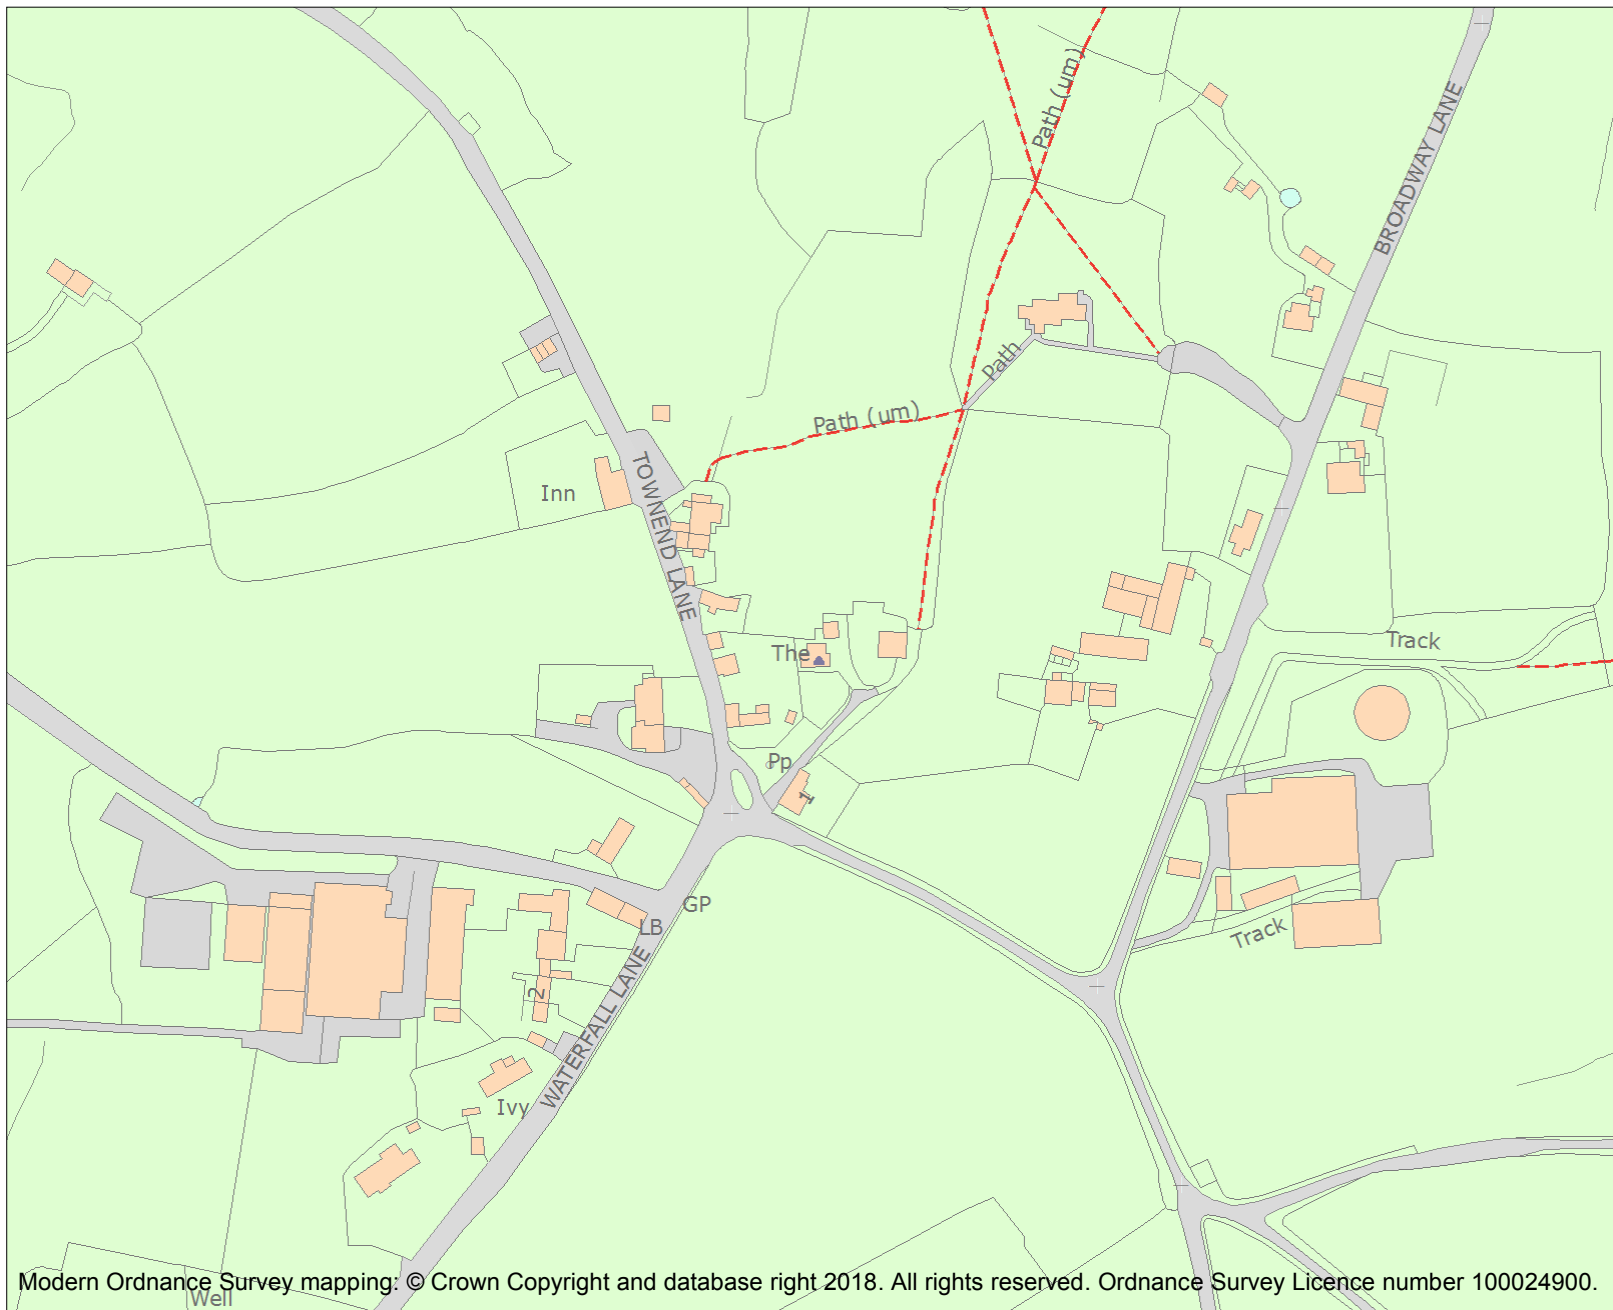 Path (um)
BROADWAY LANE
Path
Path (um)
Inn
TOWNEND LANE
Track
The
Pp
1
GP
LB
Track
2
WATERFALL LANE
Ivy
Modern Ordnance Survey mapping: © Crown Copyright and database right 2018. All rights reserved. Ordnance Survey Licence number 100024900.
Well